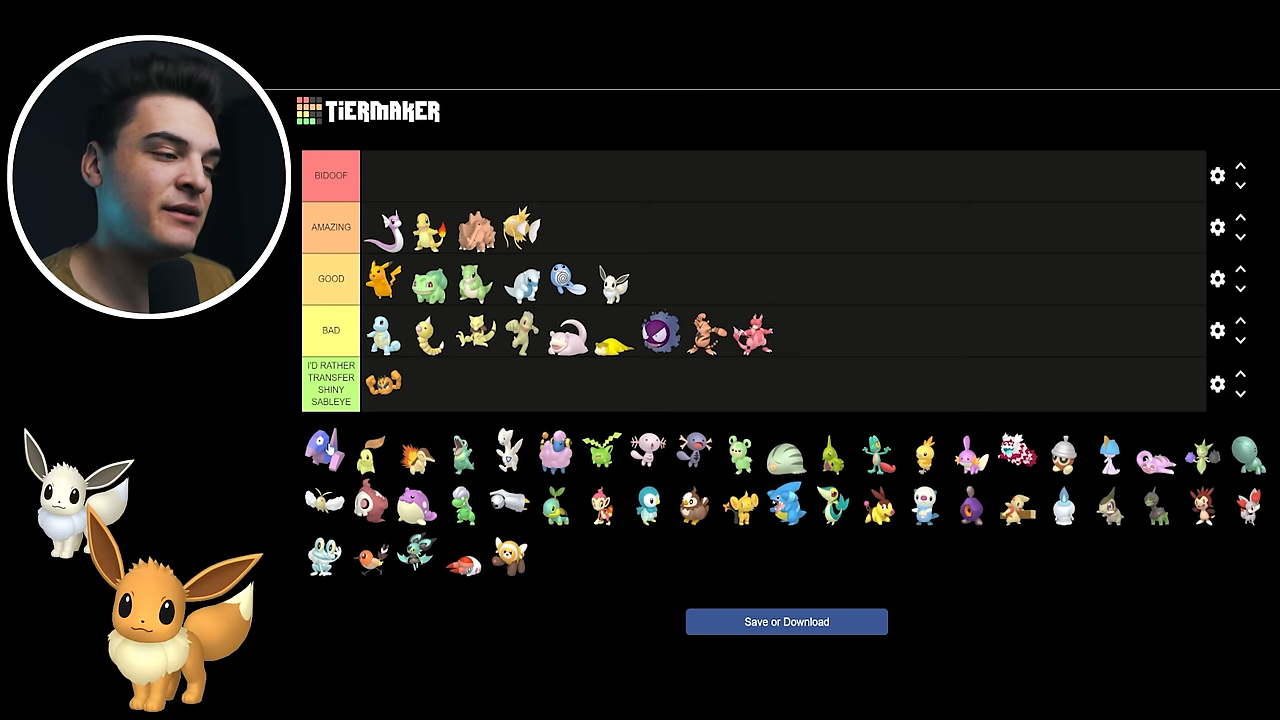 TiERMAKER
BIDOOF
AMAZING
GOOD
BAD
I'D RATHER
TRANSFER
SHINY
SABLEYE
Save or Download